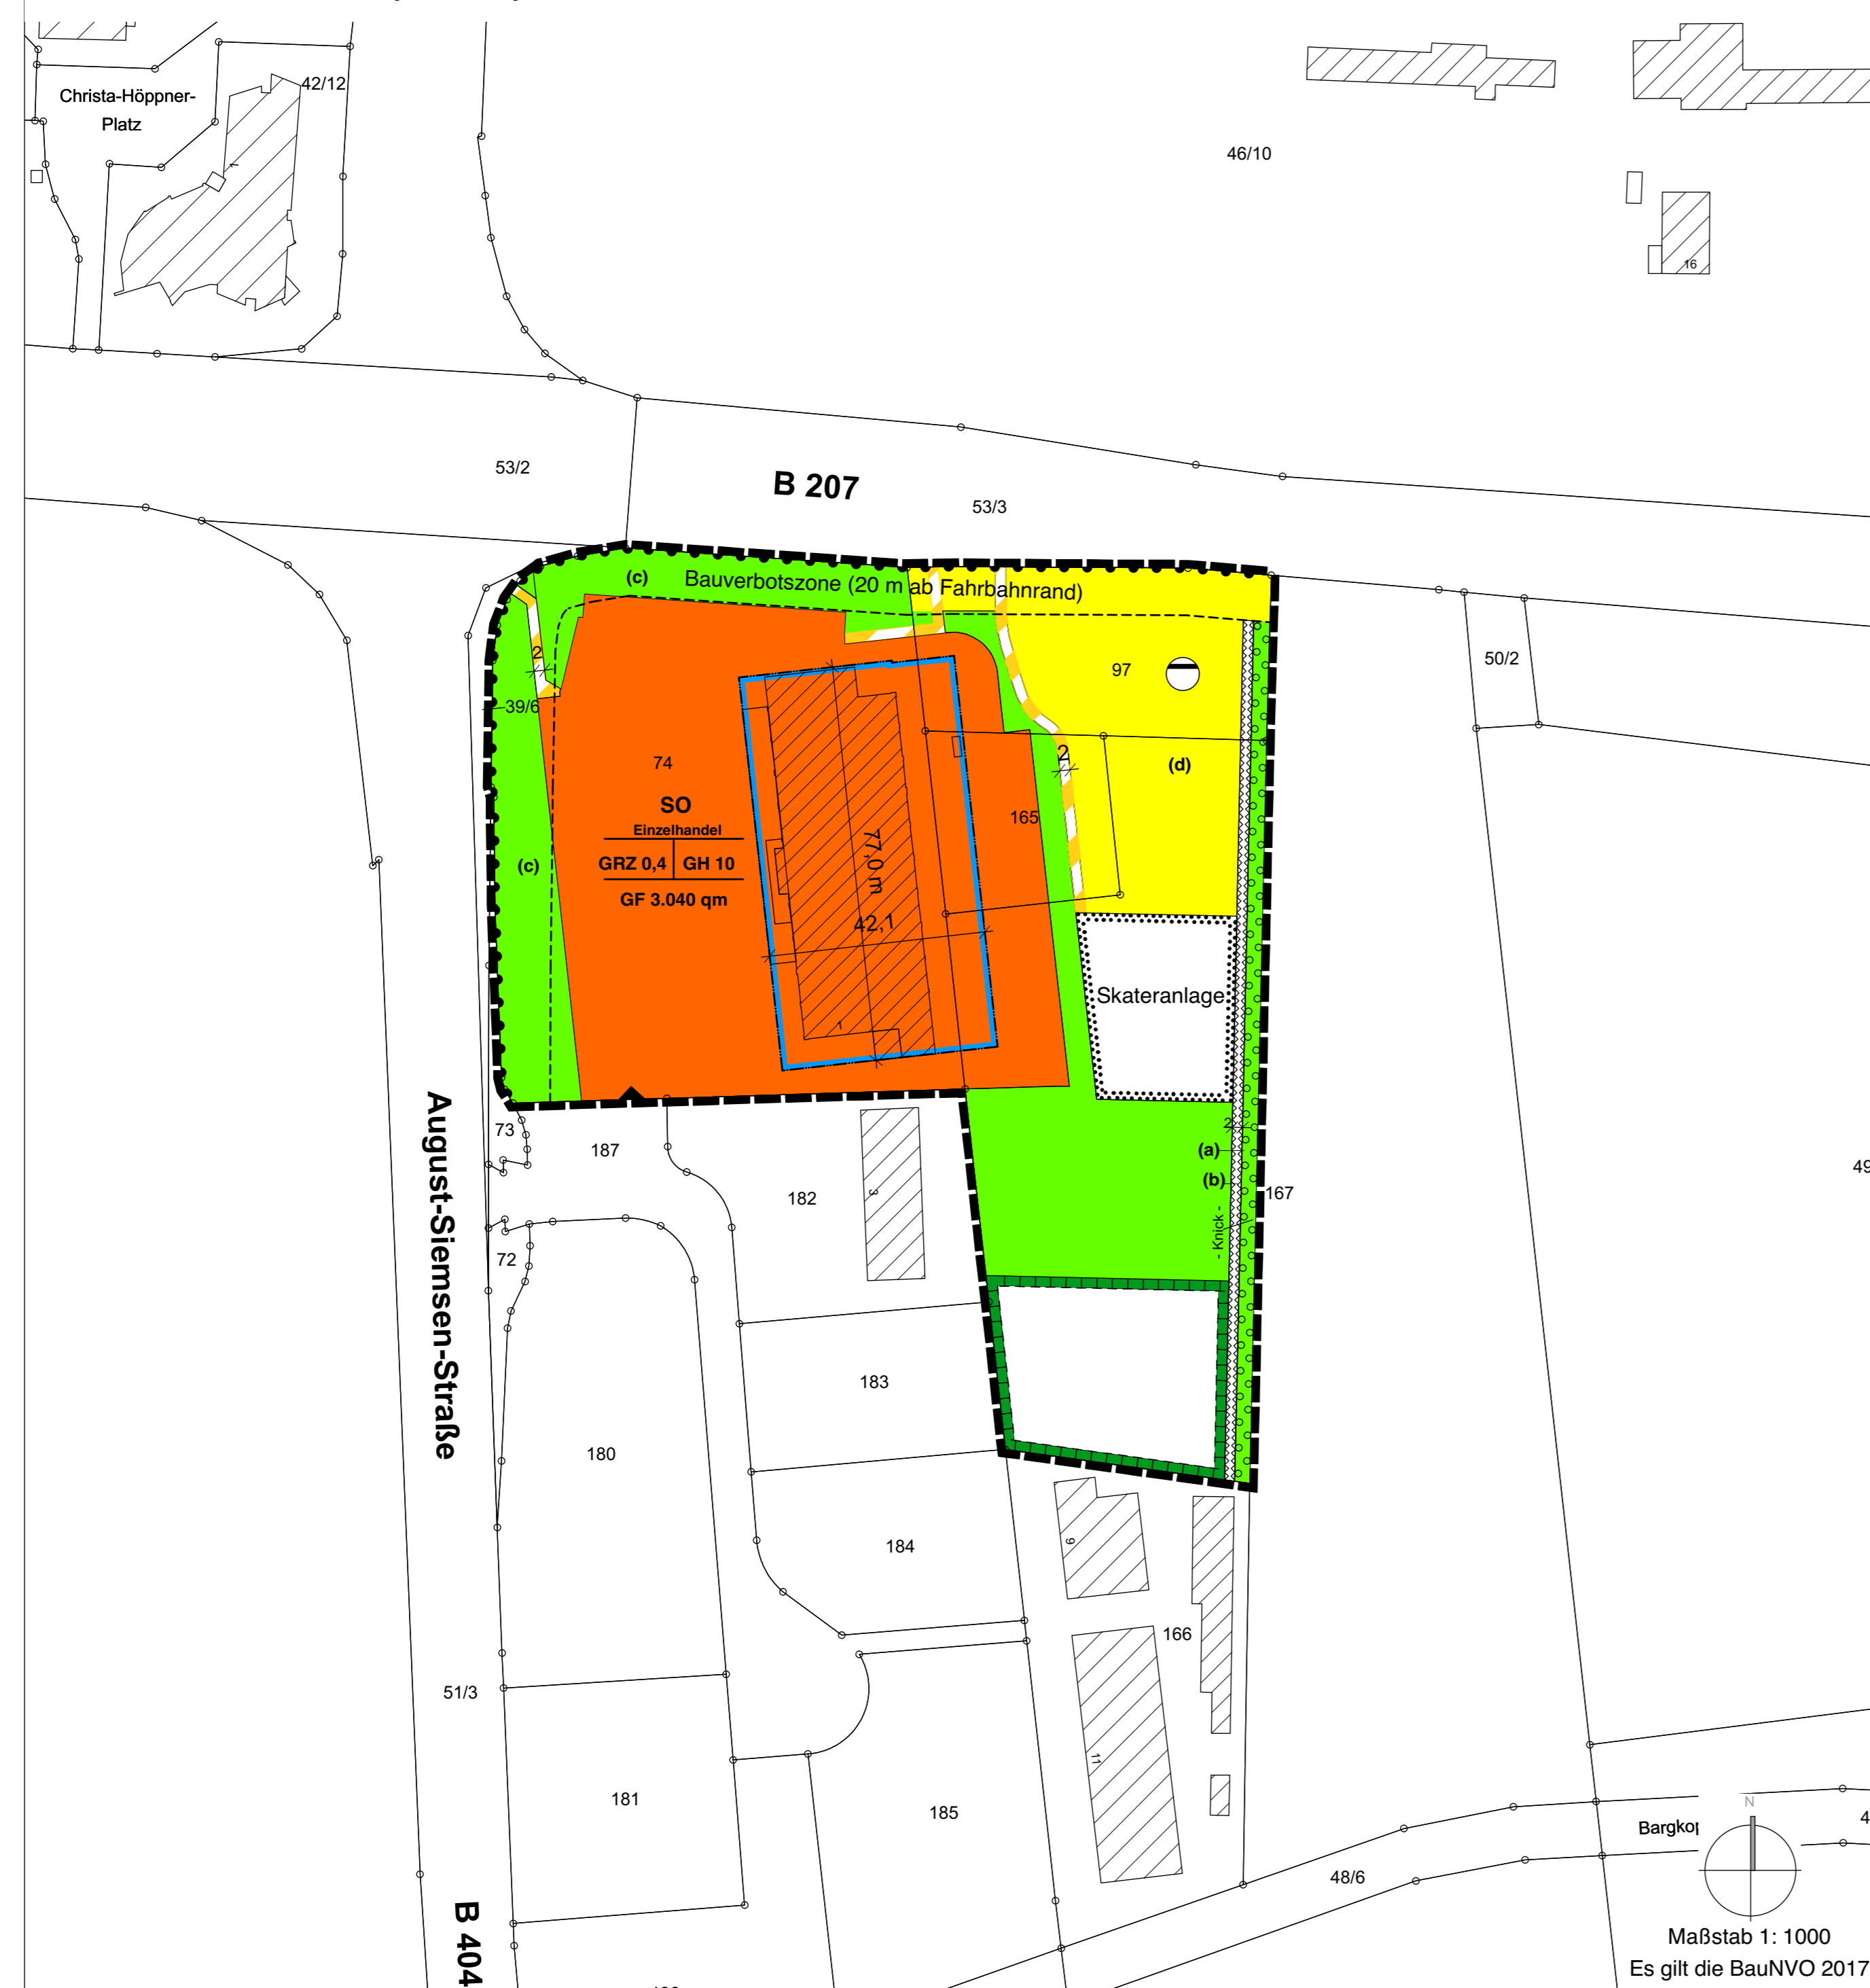 42/12
Christa-Höppner-
Platz
46/10
16
53/2
B 207
53/3
(c)
Bauverbotszone (20 m ab Fahrbahnrand)
2
39/6
97
50/2
74
2
(d)
SO
Einzelhandel
GRZ 0,4
GH 10
GF 3.040 qm
165
77,0 m
(c)
42,1
Skateranlage
1
August-Siemsen-Straße
73
187
2
(a)
(b)
182
3
167
- Knick -
49
72
183
180
184
9
166
51/3
11
181
185
Bargkop
48/6
4
N
B 404
Maßstab 1: 1000
Es gilt die BauNVO 2017